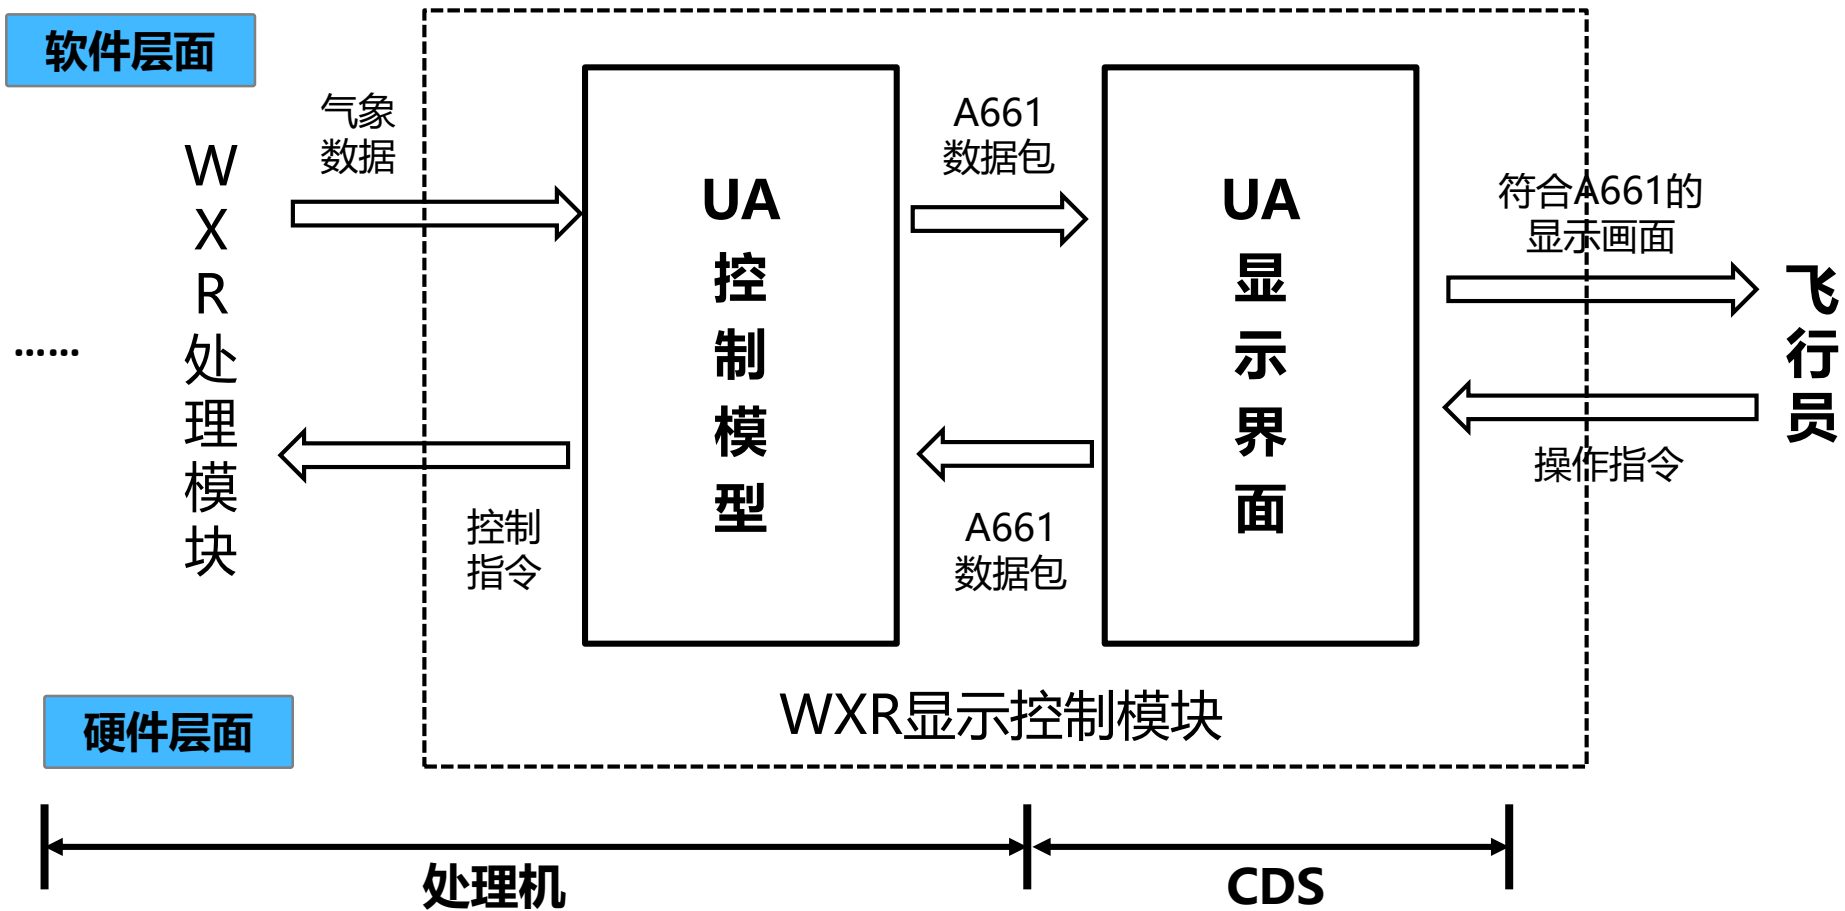 软件层面
气象
数据
A661
数据包
符合A661的
显示画面
WXR处理模块
UA
控制模型
UA
显示界面
飞行员
……
操作指令
控制
指令
A661
数据包
WXR显示控制模块
硬件层面
处理机
CDS